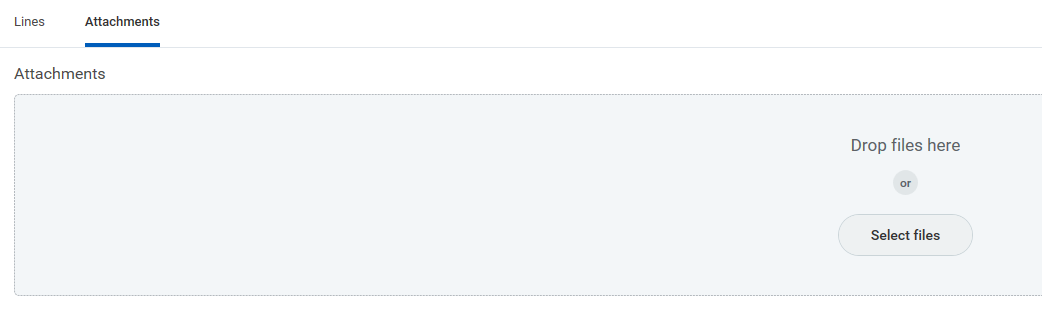 Lines Attachments
Attachments
Drop files here
or
Select files